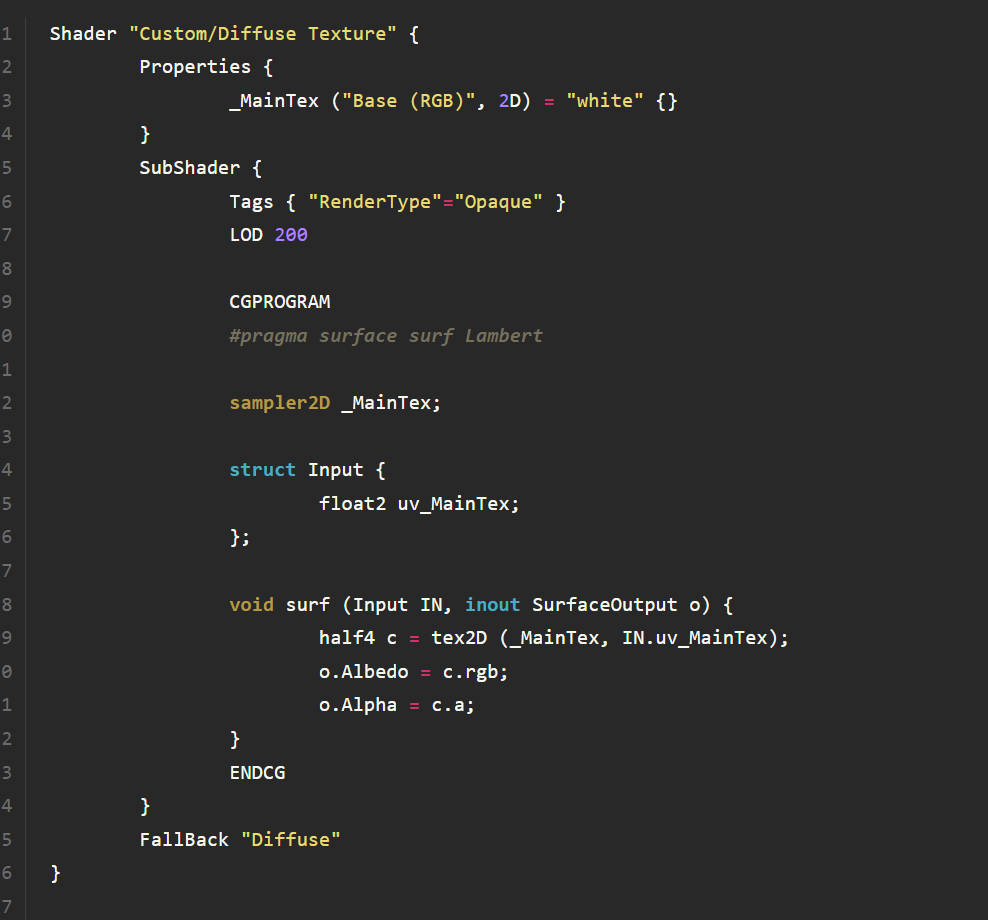 1 Shader "Custom/Diffuse Texture" {
2 Properties {
3 _MainTex ("Base (RGB)", 2D) = "white" {}
4 }
5 SubShader {
6 Tags { "RenderType"="Opaque" }
7 LOD 200
8
9 CGPROGRAM
0 #pragma surface surf Lambert
1
2 sampler2D _MainTex;
3
4 struct Input {
5 float2 uv_MainTex;
6 };
7
8 void surf (Input IN, inout SurfaceOutput o) {
9 half4 c = tex2D (_MainTex, IN.uv_MainTex);
0 o.Albedo = c.rgb;
1 o.Alpha = c.a;
2 }
3 ENDCG
4 }
5 FallBack "Diffuse"
6 }
7